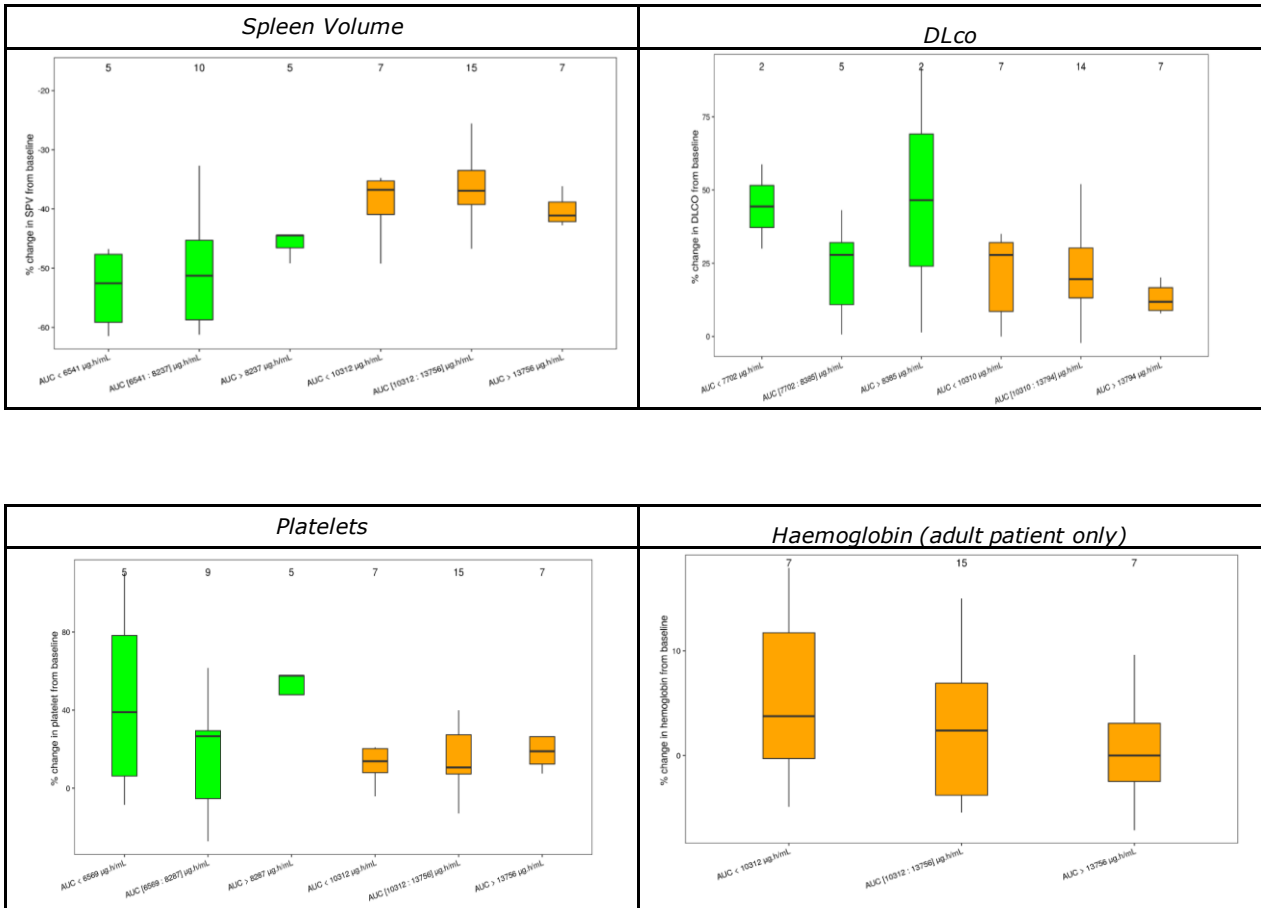 Spleen Volume
DLco
5 10 5 7 15 7
-20
-30
-40
-50
-60
% change in SPV from baseline
AUC < 6541 µg.h/mL
AUC [6541 : 8237] µg.h/mL
AUC > 8237 µg.h/mL
AUC < 10312 µg.h/mL
AUC [10312 : 13756] µg.h/mL
AUC > 13756 µg.h/mL
2 5 2 7 14 7
75
50
25
0
% change in DLCO from baseline
AUC < 7702 µg.h/mL
AUC [7702 : 8385] µg.h/mL
AUC > 8385 µg.h/mL
AUC < 10310 µg.h/mL
AUC [10310 : 13794] µg.h/mL
AUC > 13794 µg.h/mL
Platelets
Haemoglobin (adult patient only)
5 9 5 7 15 7
80
40
0
% change in platelet from baseline
AUC < 6569 µg.h/mL
AUC [6569 : 8287] µg.h/mL
AUC > 8287 µg.h/mL
AUC < 10312 µg.h/mL
AUC [10312 : 13756] µg.h/mL
AUC > 13756 µg.h/mL
7 15 7
10
0
% change in hemoglobin from baseline
AUC < 10312 µg.h/mL
AUC [10312 : 13756] µg.h/mL
AUC > 13756 µg.h/mL